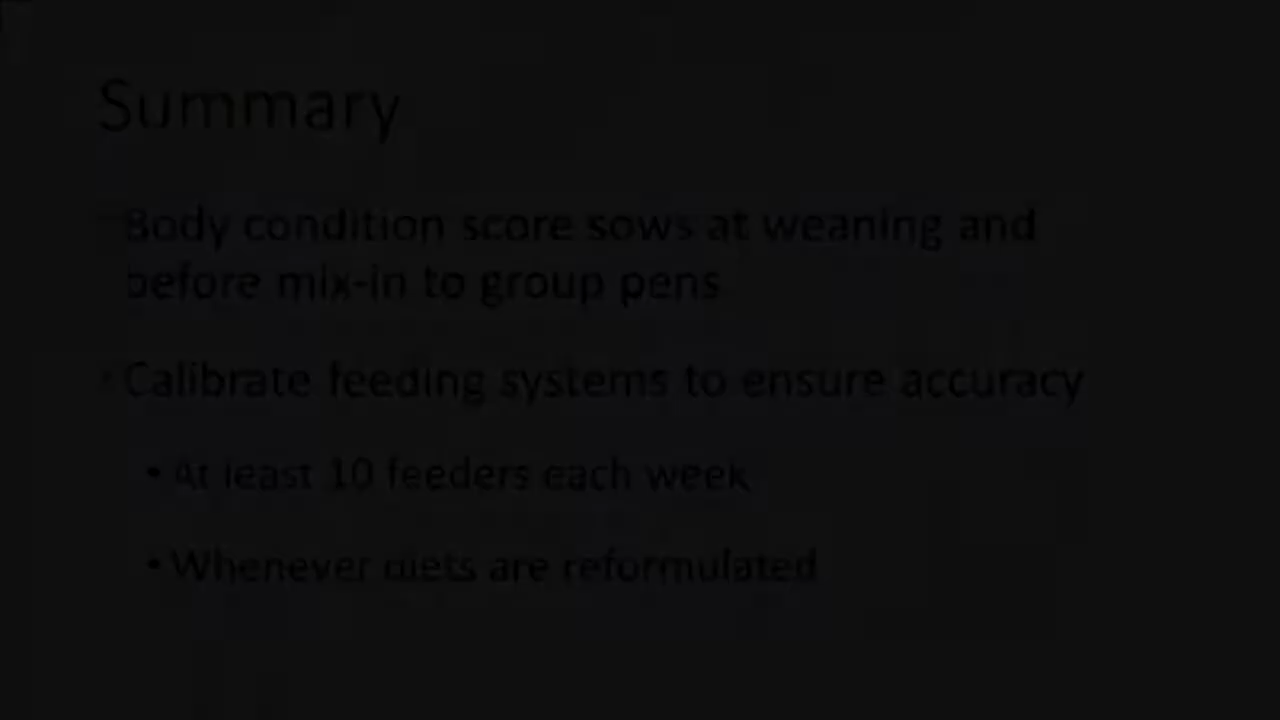 Summary
Body condition score sows at weaning and
before mix-in to group pens
• Calibrate feeding systems to ensure accuracy
• At least 10 feeders each week
• Whenever diets are reformulated